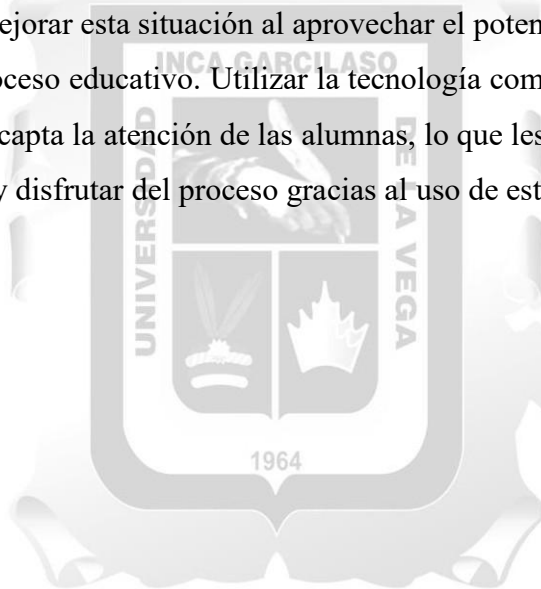 ejorar esta situación al aprovechar el poten
INCA GARCILASO
oceso educativo. Utilizar la tecnología com
capta la atención de las alumnas, lo que les
y disfrutar del proceso gracias al uso de est
UNIVERSIDAD
DE LA VEGA
1964